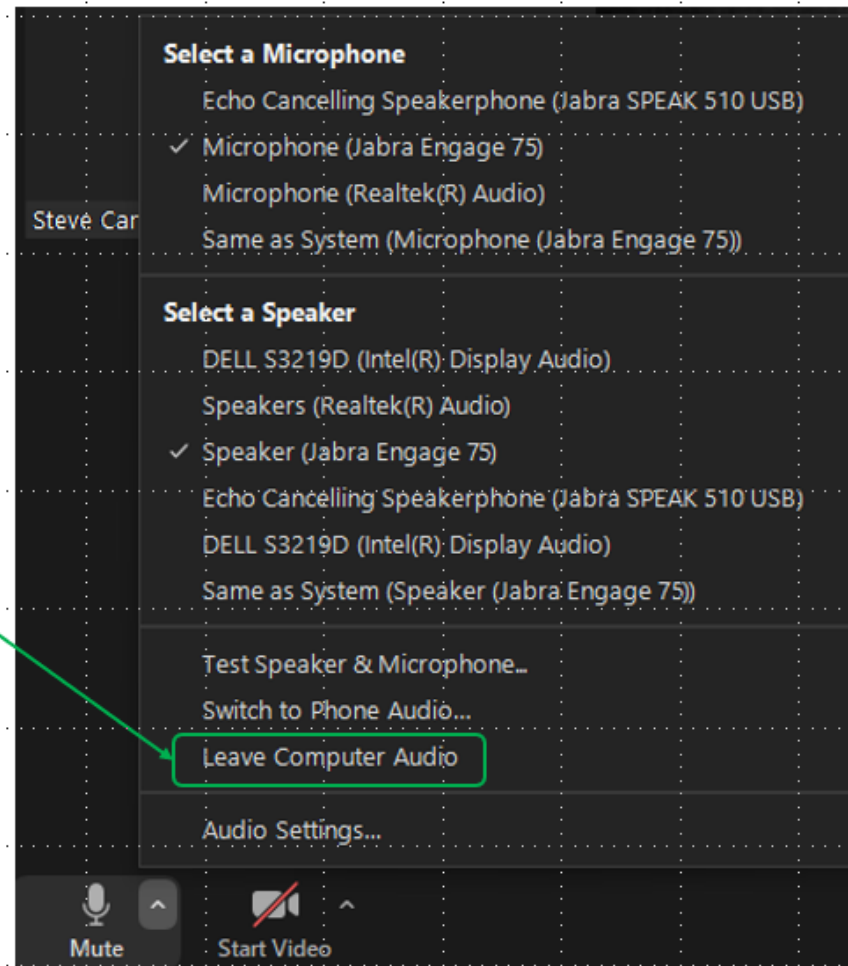 Select a Microphone
Echo Cancelling Speakerphone (Jabra SPEAK 510 USB)
Microphone (Jabra Engage 75)
Microphone (Realtek(R) Audio)
Steve Car
Same as System (Microphone (Jabra Engage 75))
Select a Speaker
DELL S3219D (Intel(R) Display Audio)
Speakers (Realtek(R) Audio)
Speaker (Jabra Engage 75)
Echo Cancelling Speakerphone (Jabra SPEAK 510 USB)
DELL S3219D (Intel(R) Display Audio)
Same as System (Speaker (Jabra Engage 75))
Test Speaker & Microphone...
Switch to Phone Audio...
Leave Computer Audio
Audio Settings...
Mute
Start Video